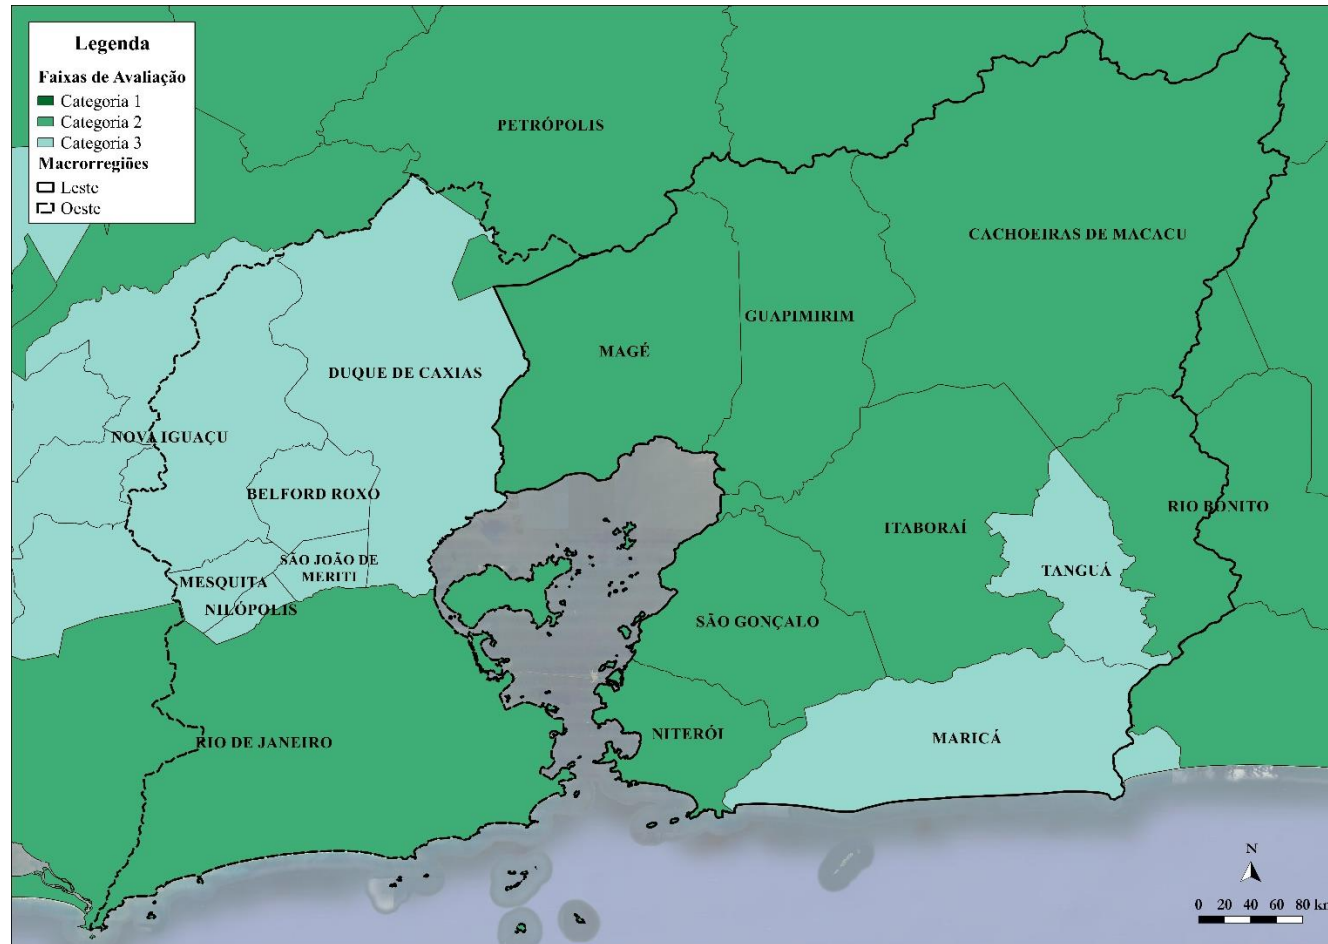 Legenda
Faixas de Avaliação
Categoria 1
Categoria 2
Categoria 3
Macrorregiões
Leste
Oeste
PETRÓPOLIS
CACHOEIRAS DE MACACU
GUAPIMIRIM
MAGÉ
DUQUE DE CAXIAS
NOVA IGUAÇU
BELFORD ROXO
RIO BONITO
ITABORAÍ
SÃO JOÃO DE
MERITI
TANGUÁ
MESQUITA
NILÓPOLIS
SÃO GONÇALO
NITERÓI
MARICÁ
RIO DE JANEIRO
N
0 20 40 60 80 km